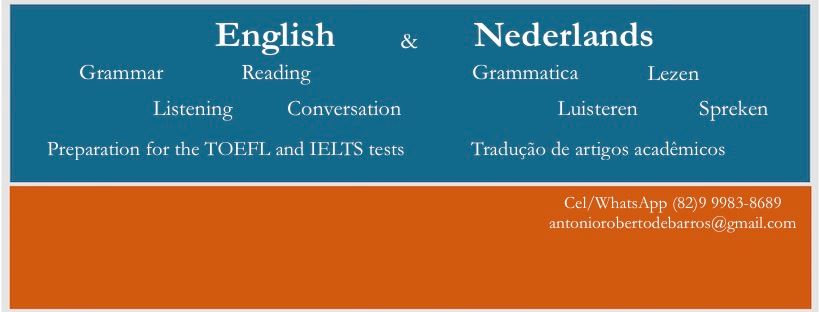 English & Nederlands
Grammar Reading Grammatica Lezen
Listening Conversation Luisteren Spreken
Preparation for the TOEFL and IELTS tests Tradução de artigos acadêmicos
Cel/WhatsApp (82)9 9983-8689
antoniorobertodebarros@gmail.com